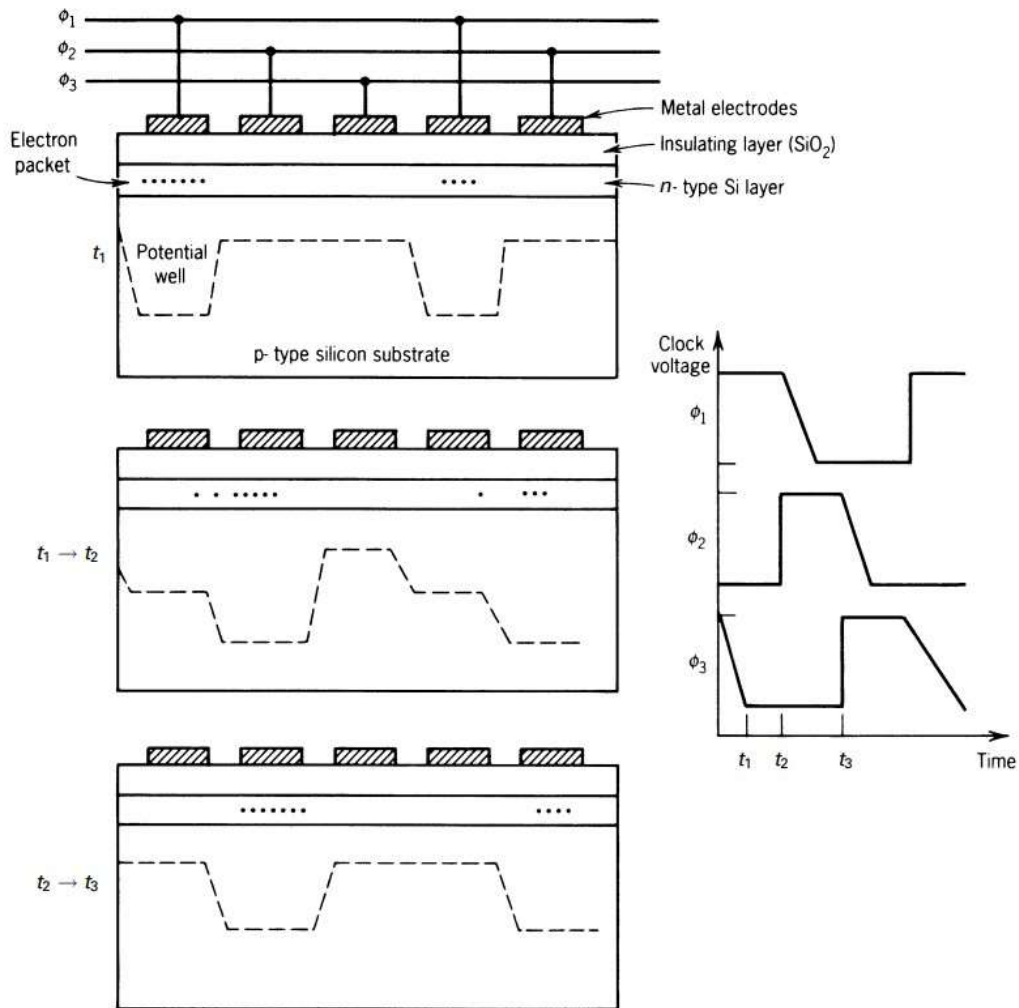 ϕ₁
ϕ₂
ϕ₃
Metal electrodes
Insulating layer (SiO₂)
Electron
packet
n- type Si layer
t₁
Potential
well
p- type silicon substrate
t₁ → t₂
t₂ → t₃
Clock
voltage
ϕ₁
ϕ₂
ϕ₃
t₁ t₂ t₃ Time